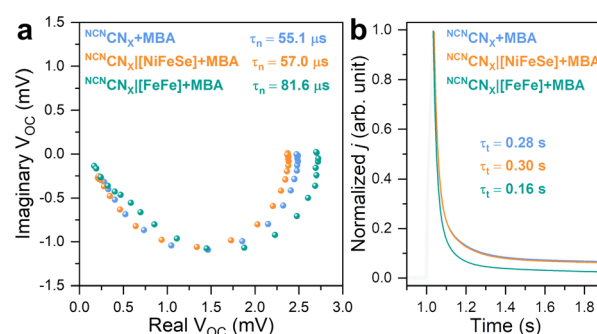 a
NCNCNX+MBA τn = 55.1 μs
NCNCNX|[NiFeSe]+MBA τn = 57.0 μs
NCNCNX|[FeFe]+MBA τn = 81.6 μs
1.5
1.0
0.5
0.0
-0.5
-1.0
-1.5
Imaginary VOC (mV)
0.0 0.5 1.0 1.5 2.0 2.5 3.0
Real VOC (mV)
b
NCNCNX+MBA
NCNCNX|[NiFeSe]+MBA
NCNCNX|[FeFe]+MBA
τt = 0.28 s
τt = 0.30 s
τt = 0.16 s
1.0
0.8
0.6
0.4
0.2
0.0
Normalized j (arb. unit)
1.0 1.2 1.4 1.6 1.8
Time (s)